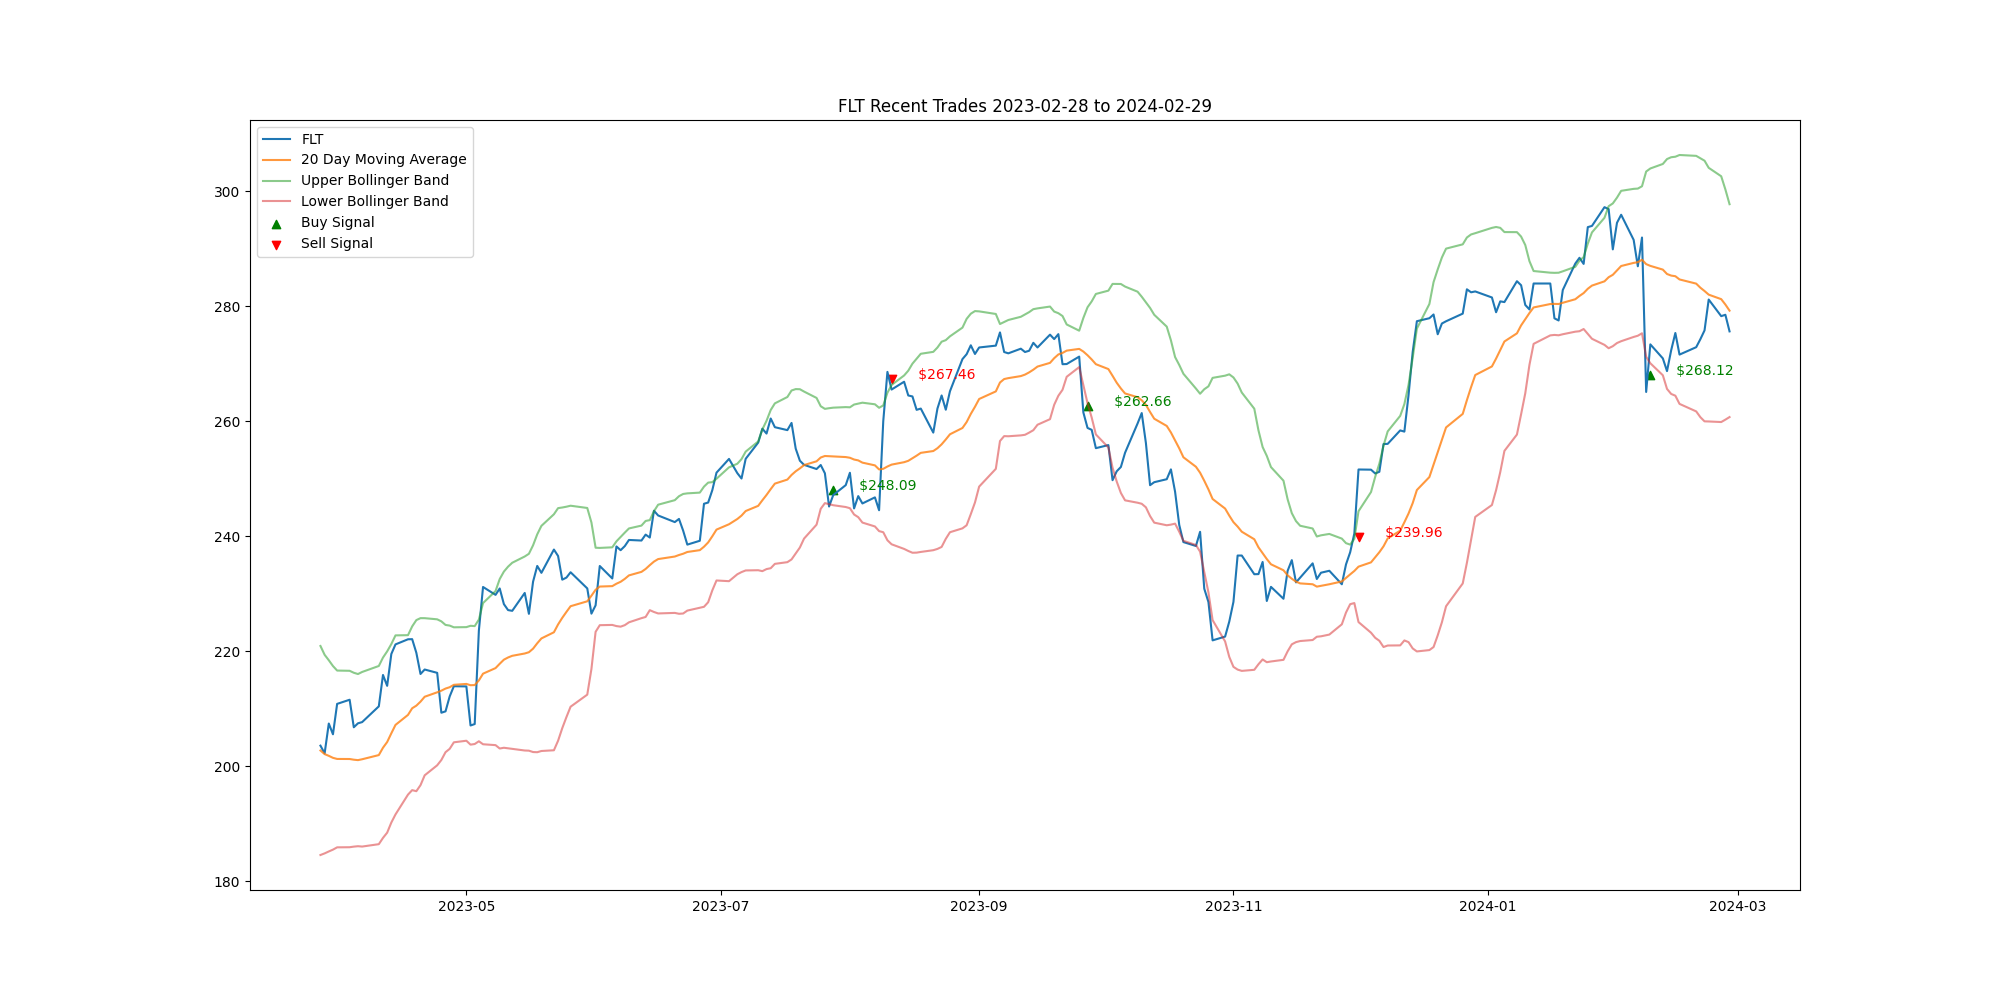 FLT Recent Trades 2023-02-28 to 2024-02-29
FLT
20 Day Moving Average
Upper Bollinger Band
Lower Bollinger Band
Buy Signal
Sell Signal
300
280
260
240
220
200
180
$267.46
$248.09
$262.66
$239.96
$268.12
2023-05
2023-07
2023-09
2023-11
2024-01
2024-03